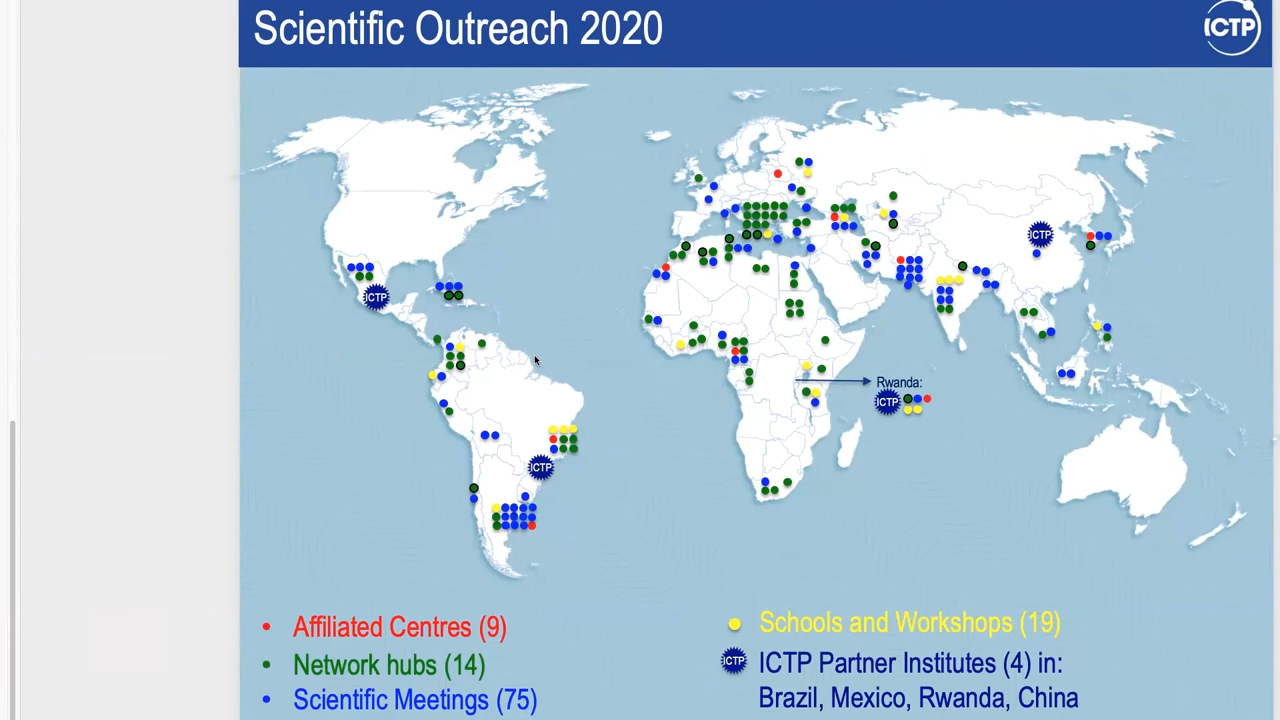 Scientific Outreach 2020
ICTP
ICTP
ICTP
Rwanda:
ICTP
ICTP
• Affiliated Centres (9)
• Network hubs (14)
• Scientific Meetings (75)
Schools and Workshops (19)
ICTP ICTP Partner Institutes (4) in:
Brazil, Mexico, Rwanda, China